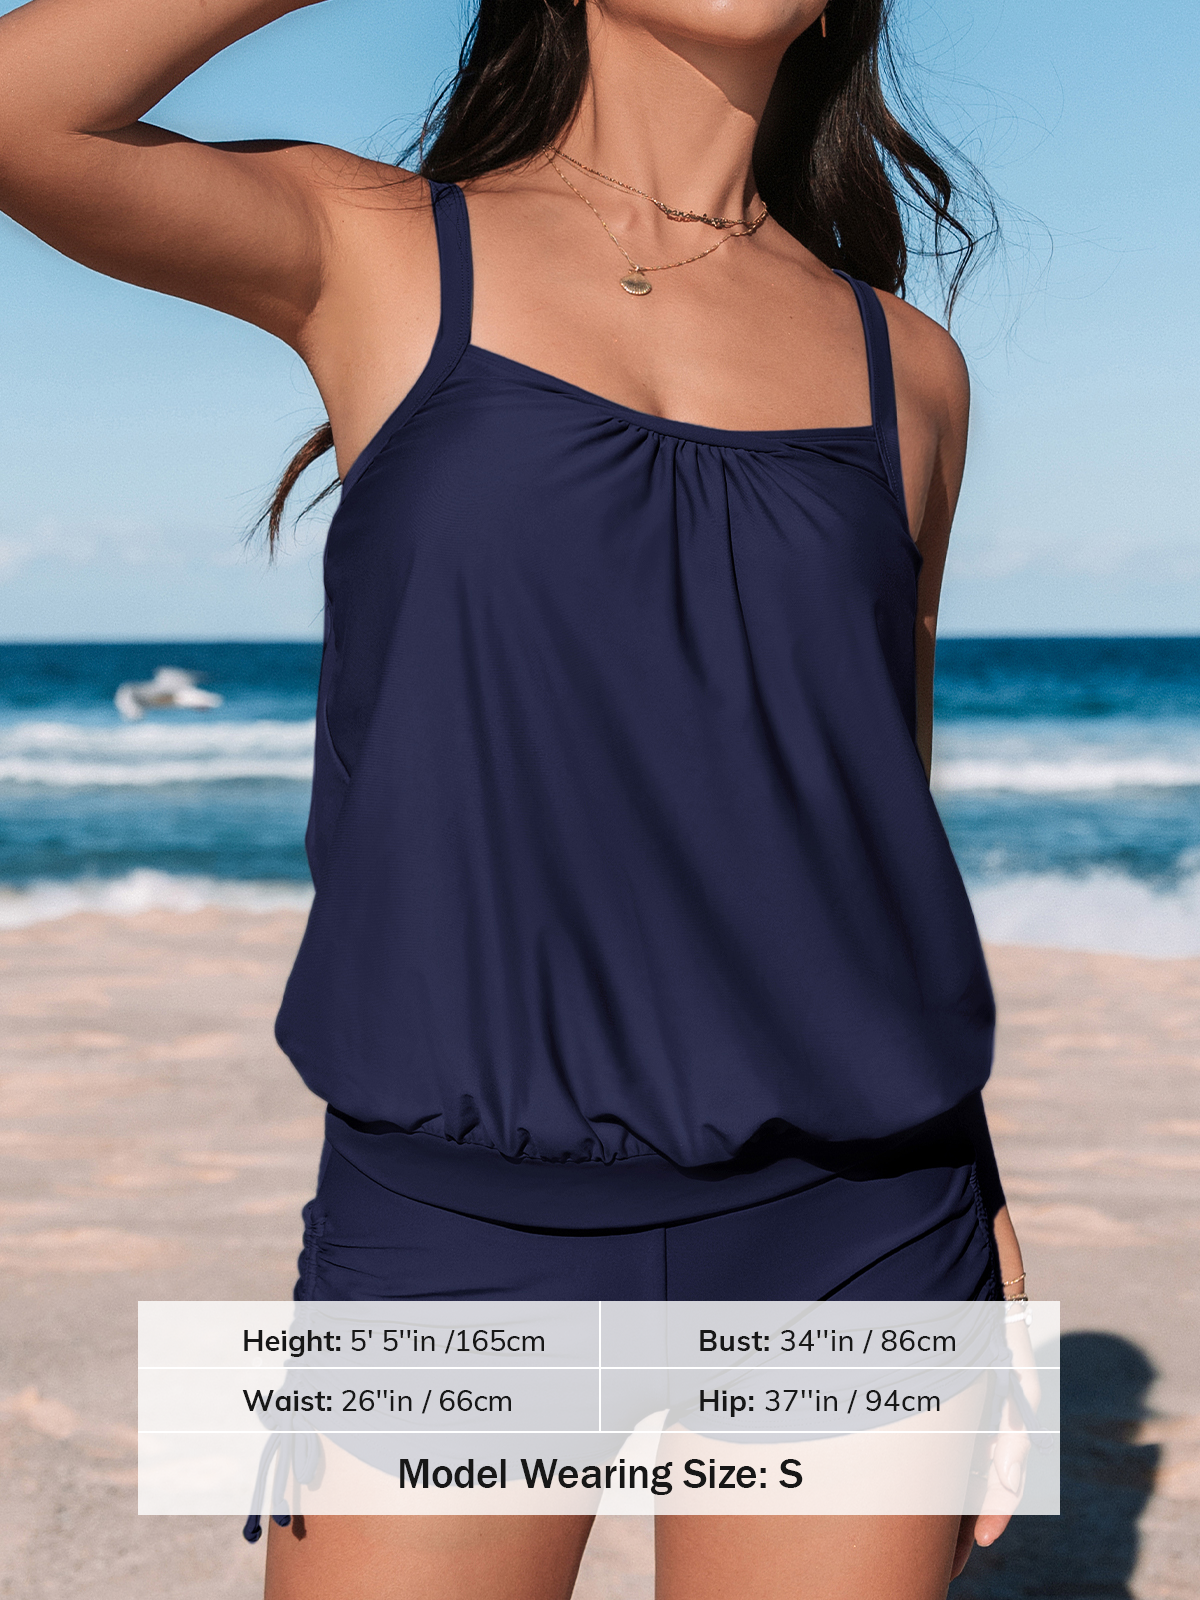 Height: 5' 5''in /165cm
Bust: 34''in / 86cm
Waist: 26''in / 66cm
Hip: 37''in / 94cm
Model Wearing Size: S